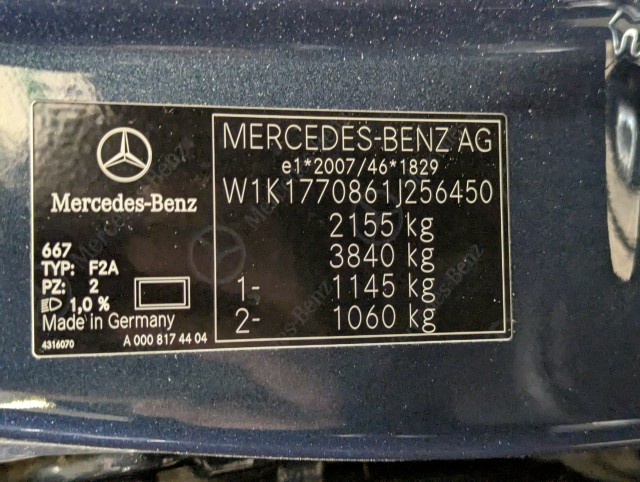 Mercedes-Benz
667
TYP: F2A
PZ: 2
1,0 %
Made in Germany
4316070 A 000 817 44 04
MERCEDES-BENZ AG
e1*2007/46*1829
W1K1770861J256450
2155 kg
3840 kg
1- 1145 kg
2- 1060 kg